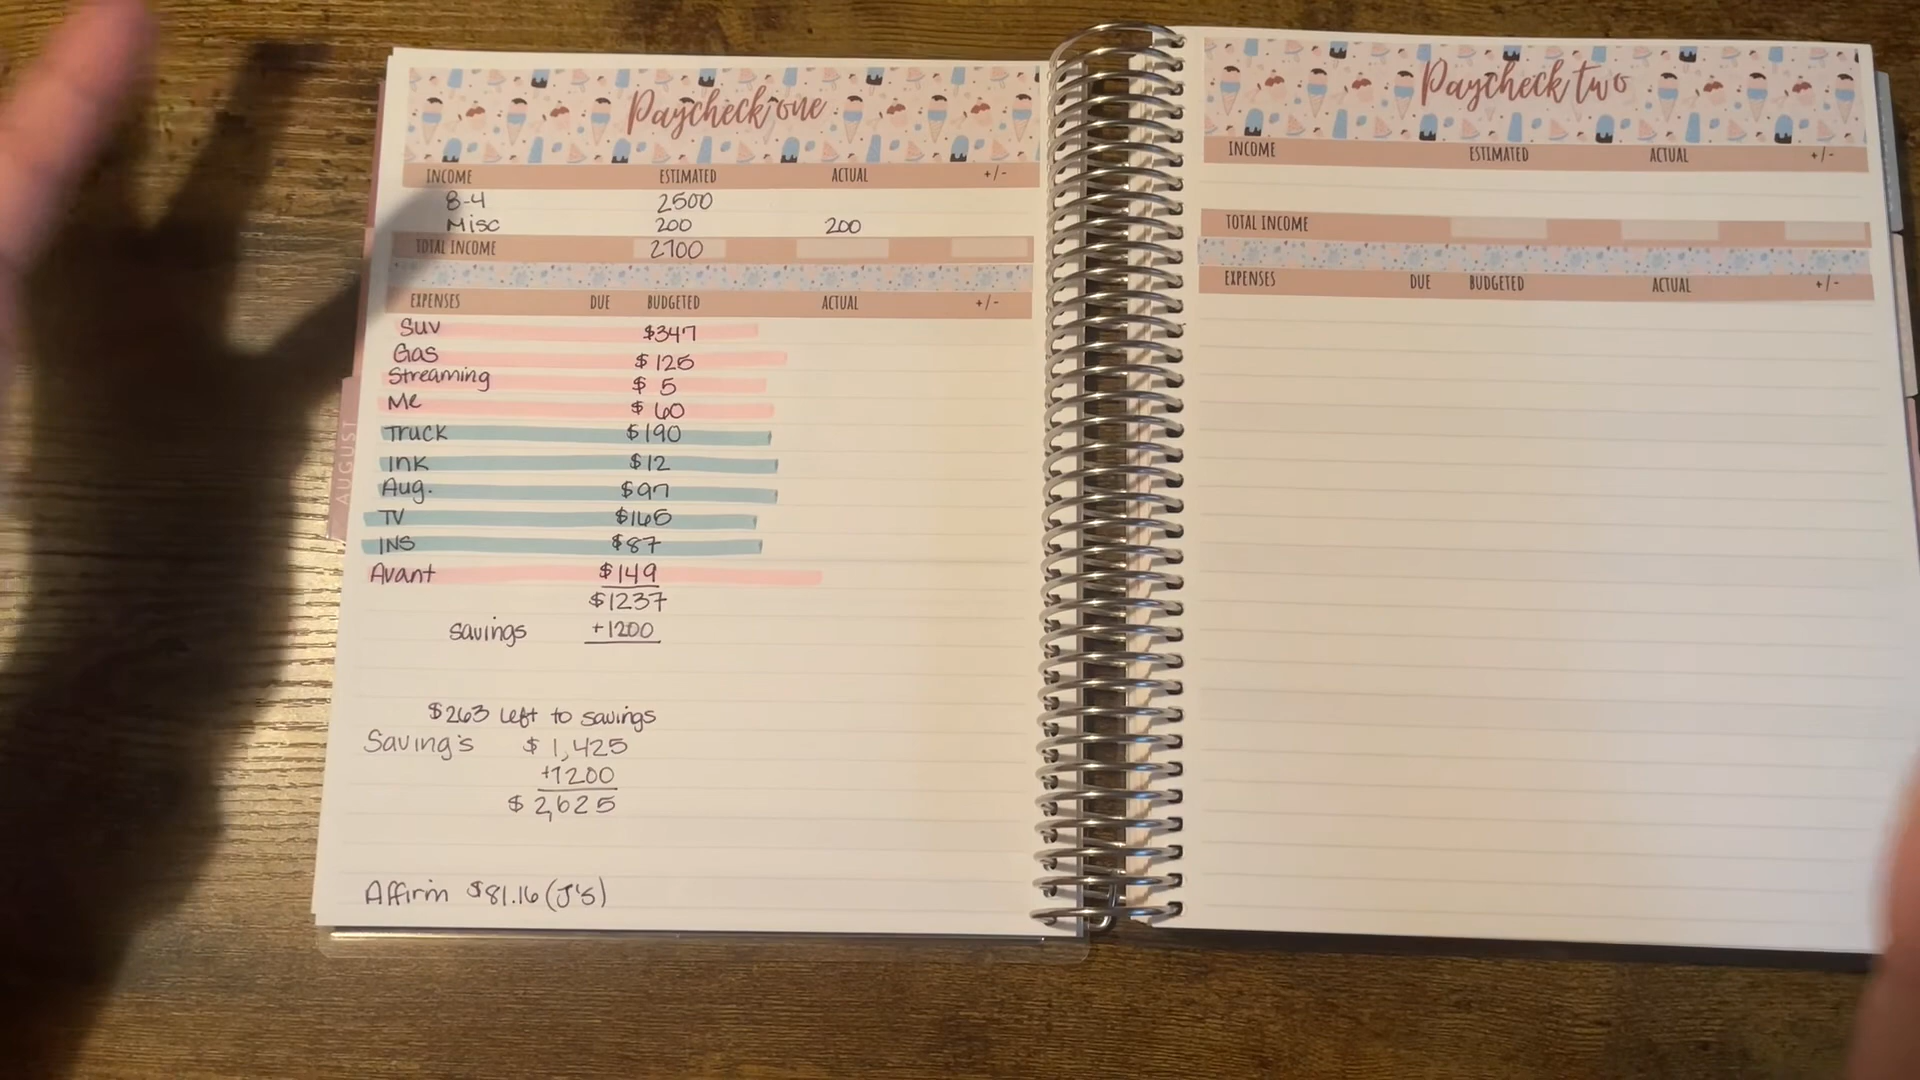 Paycheck one
INCOME ESTIMATED ACTUAL +/-
8-4 2500
Misc 200 200
TOTAL INCOME 2700
EXPENSES DUE BUDGETED ACTUAL +/-
SUV $347
Gas $125
Streaming $5
Me $60
Truck $190
Ink $12
Aug. $97
TV $165
INS $87
Avant $149
$1237
savings +1200
$263 left to savings
Saving's $1,425
+1200
$2,625
Affirm $81.16 (J's)
AUGUST
Paycheck two
INCOME ESTIMATED ACTUAL +/-
TOTAL INCOME
EXPENSES DUE BUDGETED ACTUAL +/-